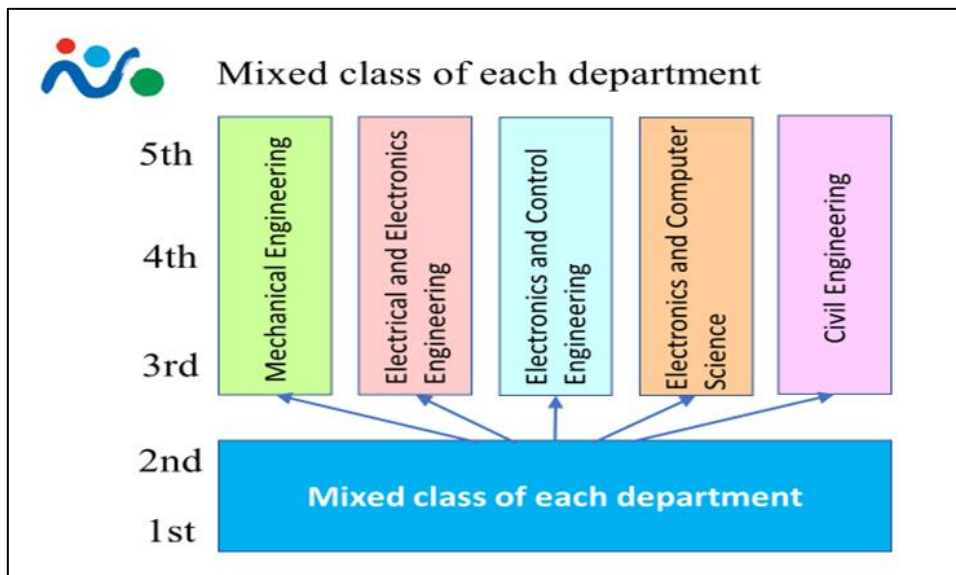 Mixed class of each department
5th
4th
3rd
2nd
1st
Mechanical Engineering
Electrical and Electronics
Engineering
Electronics and Control
Engineering
Electronics and Computer
Science
Civil Engineering
Mixed class of each department